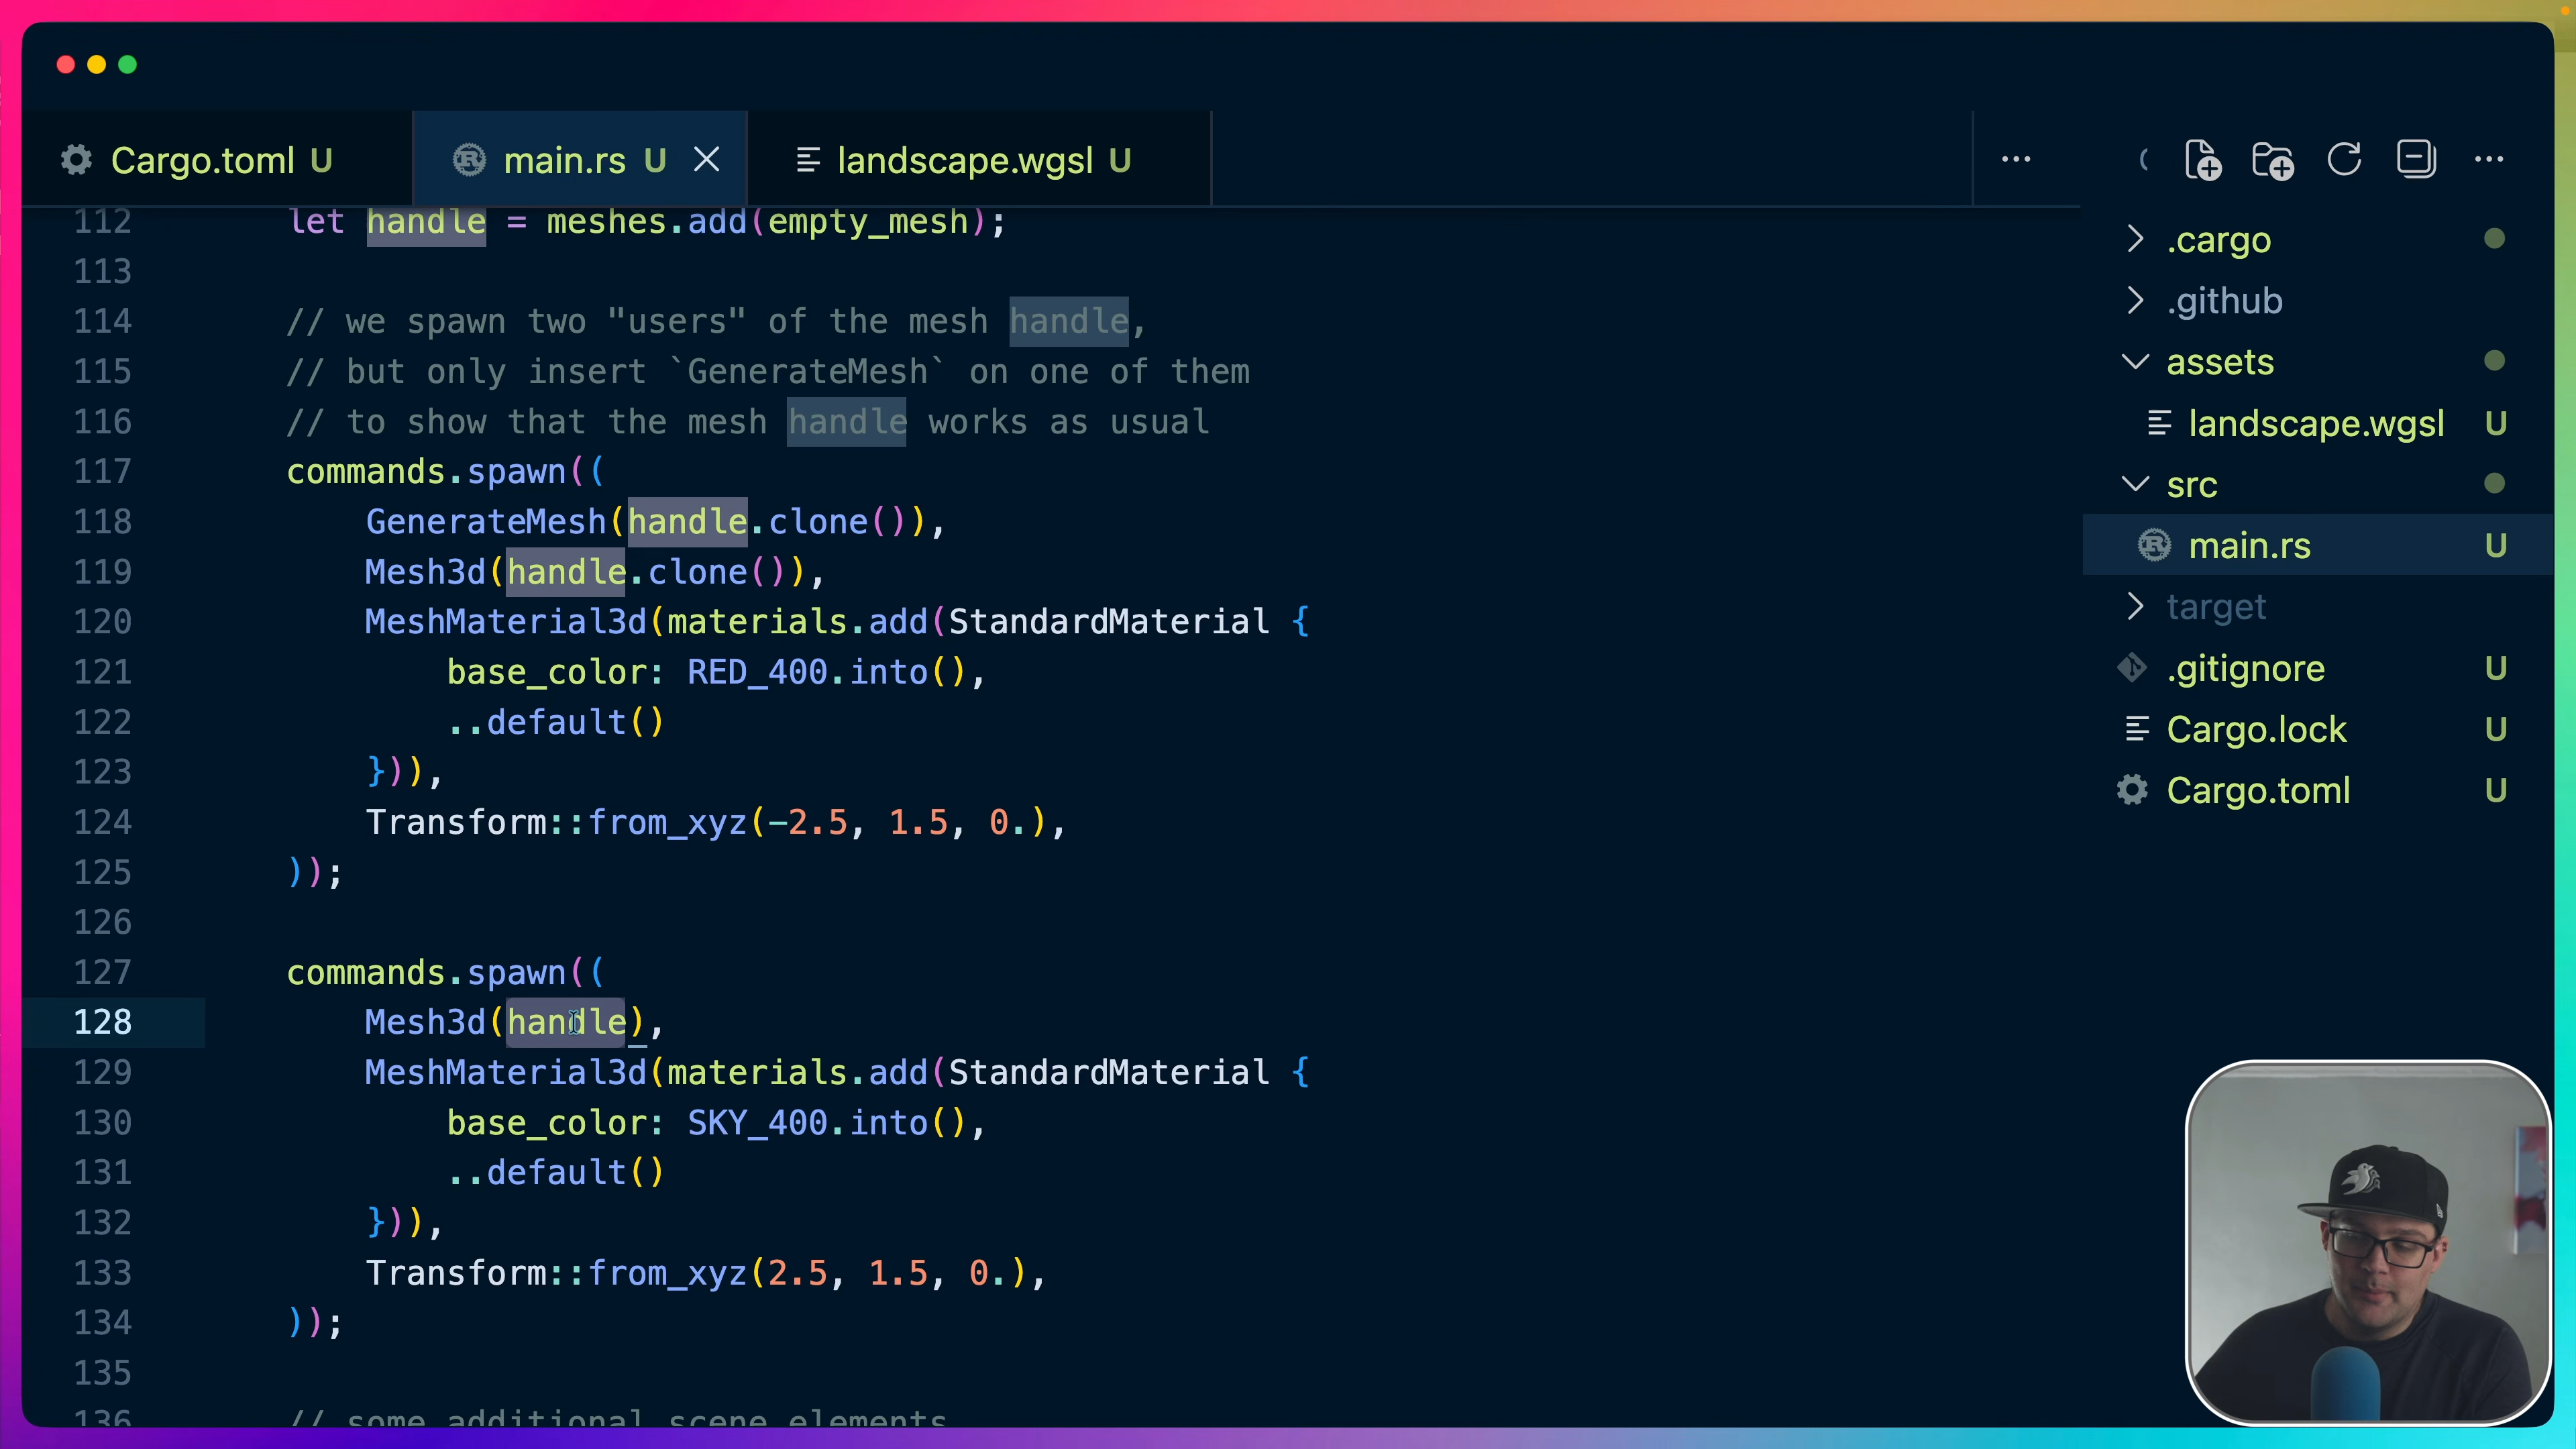 Cargo.toml U
main.rs U
landscape.wgsl U
112 let handle = meshes.add(empty_mesh);
113
114 // we spawn two "users" of the mesh handle,
115 // but only insert `GenerateMesh` on one of them
116 // to show that the mesh handle works as usual
117 commands.spawn((
118 GenerateMesh(handle.clone()),
119 Mesh3d(handle.clone()),
120 MeshMaterial3d(materials.add(StandardMaterial {
121 base_color: RED_400.into(),
122 ..default()
123 })),
124 Transform::from_xyz(-2.5, 1.5, 0.),
125 ));
126
127 commands.spawn((
128 Mesh3d(handle),
129 MeshMaterial3d(materials.add(StandardMaterial {
130 base_color: SKY_400.into(),
131 ..default()
132 })),
133 Transform::from_xyz(2.5, 1.5, 0.),
134 ));
135
136 // some additional scene elements
.cargo
.github
assets
landscape.wgsl U
src
main.rs U
target
.gitignore U
Cargo.lock U
Cargo.toml U